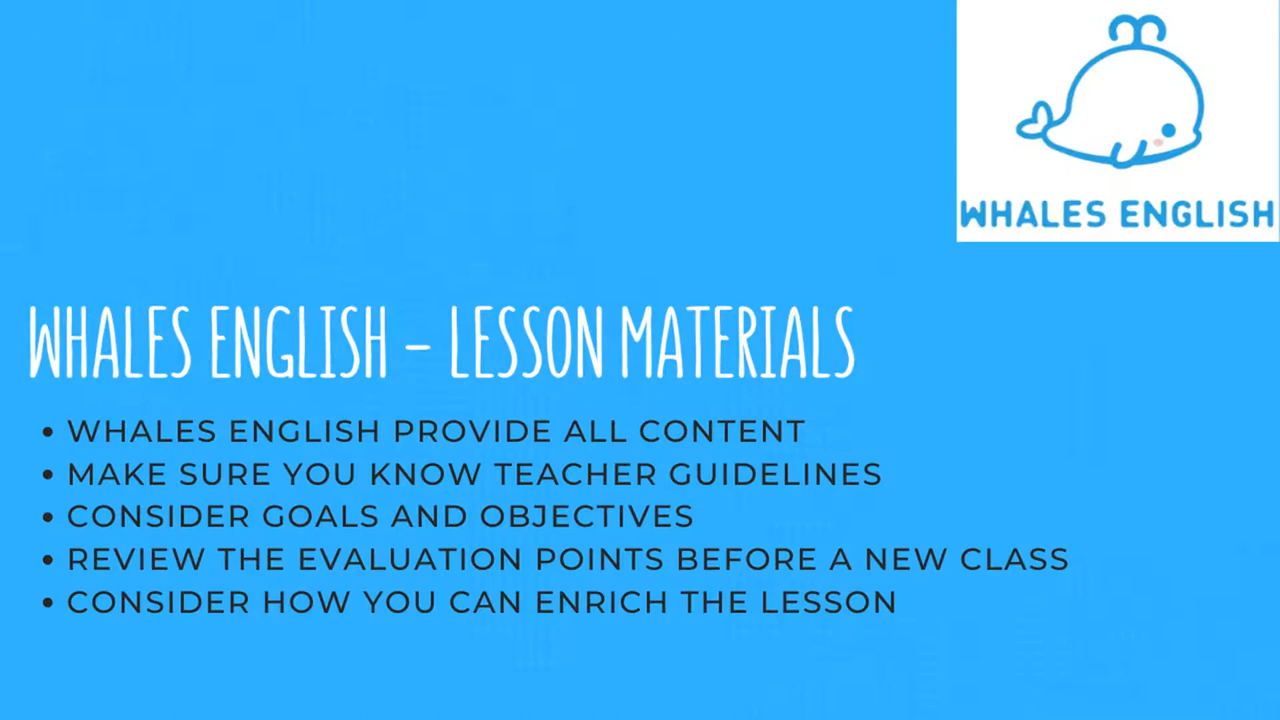 WHALES ENGLISH
WHALES ENGLISH – LESSON MATERIALS
• WHALES ENGLISH PROVIDE ALL CONTENT
• MAKE SURE YOU KNOW TEACHER GUIDELINES
• CONSIDER GOALS AND OBJECTIVES
• REVIEW THE EVALUATION POINTS BEFORE A NEW CLASS
• CONSIDER HOW YOU CAN ENRICH THE LESSON